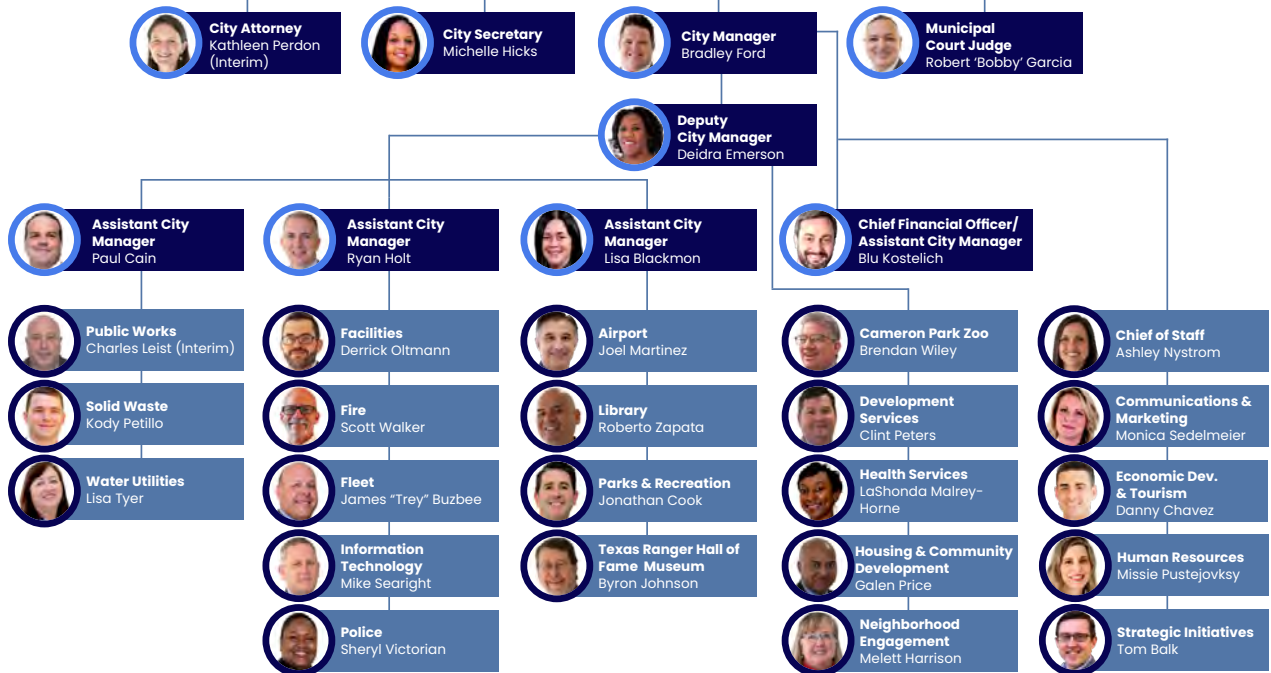 City Attorney
Kathleen Perdon
(Interim)
City Secretary
Michelle Hicks
City Manager
Bradley Ford
Municipal
Court Judge
Robert ‘Bobby’ Garcia
Deputy
City Manager
Deidra Emerson
Assistant City
Manager
Paul Cain
Assistant City
Manager
Ryan Holt
Assistant City
Manager
Lisa Blackmon
Chief Financial Officer/
Assistant City Manager
Blu Kostelich
Public Works
Charles Leist (Interim)
Solid Waste
Kody Petillo
Water Utilities
Lisa Tyer
Facilities
Derrick Oltmann
Fire
Scott Walker
Fleet
James “Trey” Buzbee
Information
Technology
Mike Searight
Police
Sheryl Victorian
Airport
Joel Martinez
Library
Roberto Zapata
Parks & Recreation
Jonathan Cook
Texas Ranger Hall of
Fame Museum
Byron Johnson
Cameron Park Zoo
Brendan Wiley
Development
Services
Clint Peters
Health Services
LaShonda Malrey-
Horne
Housing & Community
Development
Galen Price
Neighborhood
Engagement
Melett Harrison
Chief of Staff
Ashley Nystrom
Communications &
Marketing
Monica Sedelmeier
Economic Dev.
& Tourism
Danny Chavez
Human Resources
Missie Pustejovksy
Strategic Initiatives
Tom Balk